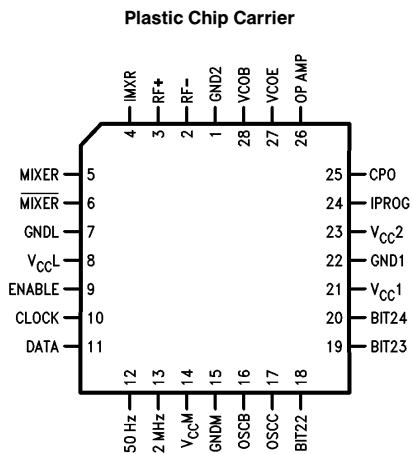 Plastic Chip Carrier
IMXR RF+ RF− GND2 VCOB VCOE OP AMP
4 3 2 1 28 27 26
MIXER 5 25 CPO
M̅I̅X̅E̅R̅ 6 24 IPROG
GNDL 7 23 VCC2
VCCL 8 22 GND1
ENABLE 9 21 VCC1
CLOCK 10 20 BIT24
DATA 11 19 BIT23
12 13 14 15 16 17 18
50 Hz 2 MHz VCCM GNDM OSCB OSCC BIT22